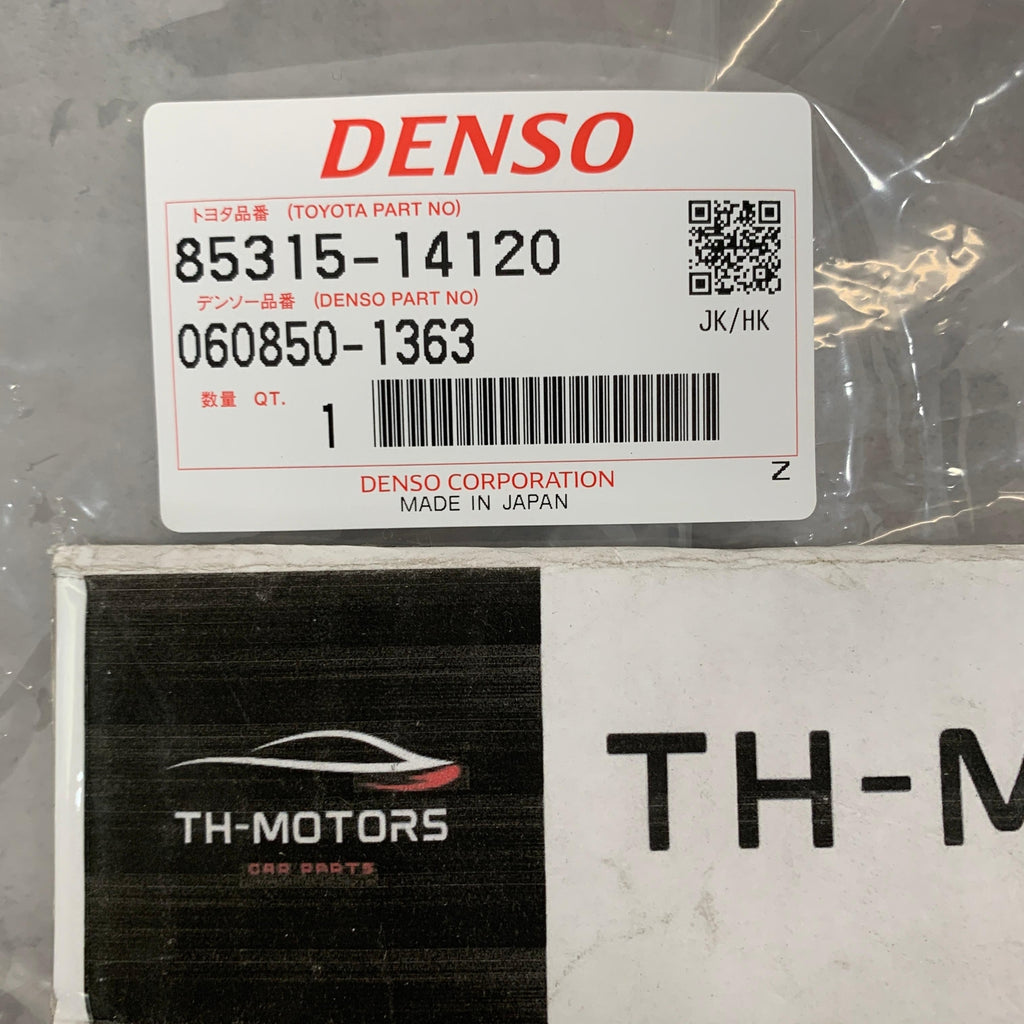 DENSO
トヨタ品番 (TOYOTA PART NO)
85315-14120
デンソー品番 (DENSO PART NO)
060850-1363
JK/HK
数量 QT.
1
DENSO CORPORATION
MADE IN JAPAN
Z
TH-MOTORS
CAR PARTS
TH-M